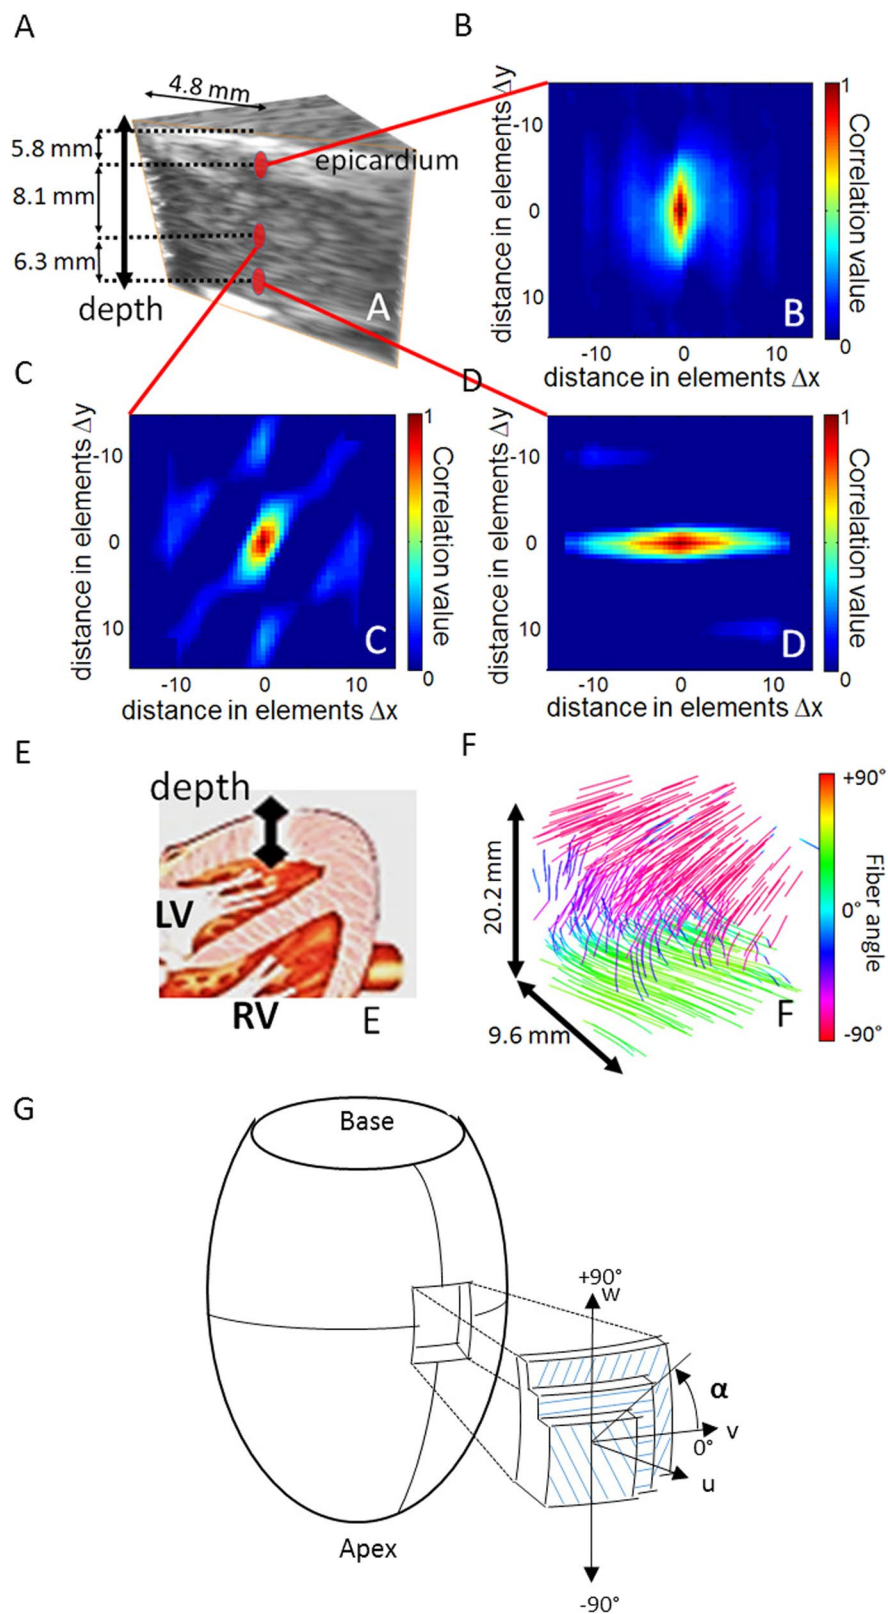 A
4.8 mm
5.8 mm
epicardium
8.1 mm
6.3 mm
depth
A
B
distance in elements Δy
-10
0
10
B
-10
0
10
distance in elements Δx
1
Correlation value
0
C
distance in elements Δy
-10
0
10
C
-10
0
10
distance in elements Δx
1
Correlation value
0
D
distance in elements Δy
-10
0
10
D
-10
0
10
distance in elements Δx
1
Correlation value
0
E
depth
LV
RV
E
F
20.2 mm
9.6 mm
F
+90°
0°
-90°
Fiber angle
G
Base
Apex
+90°
w
α
v
0°
u
-90°